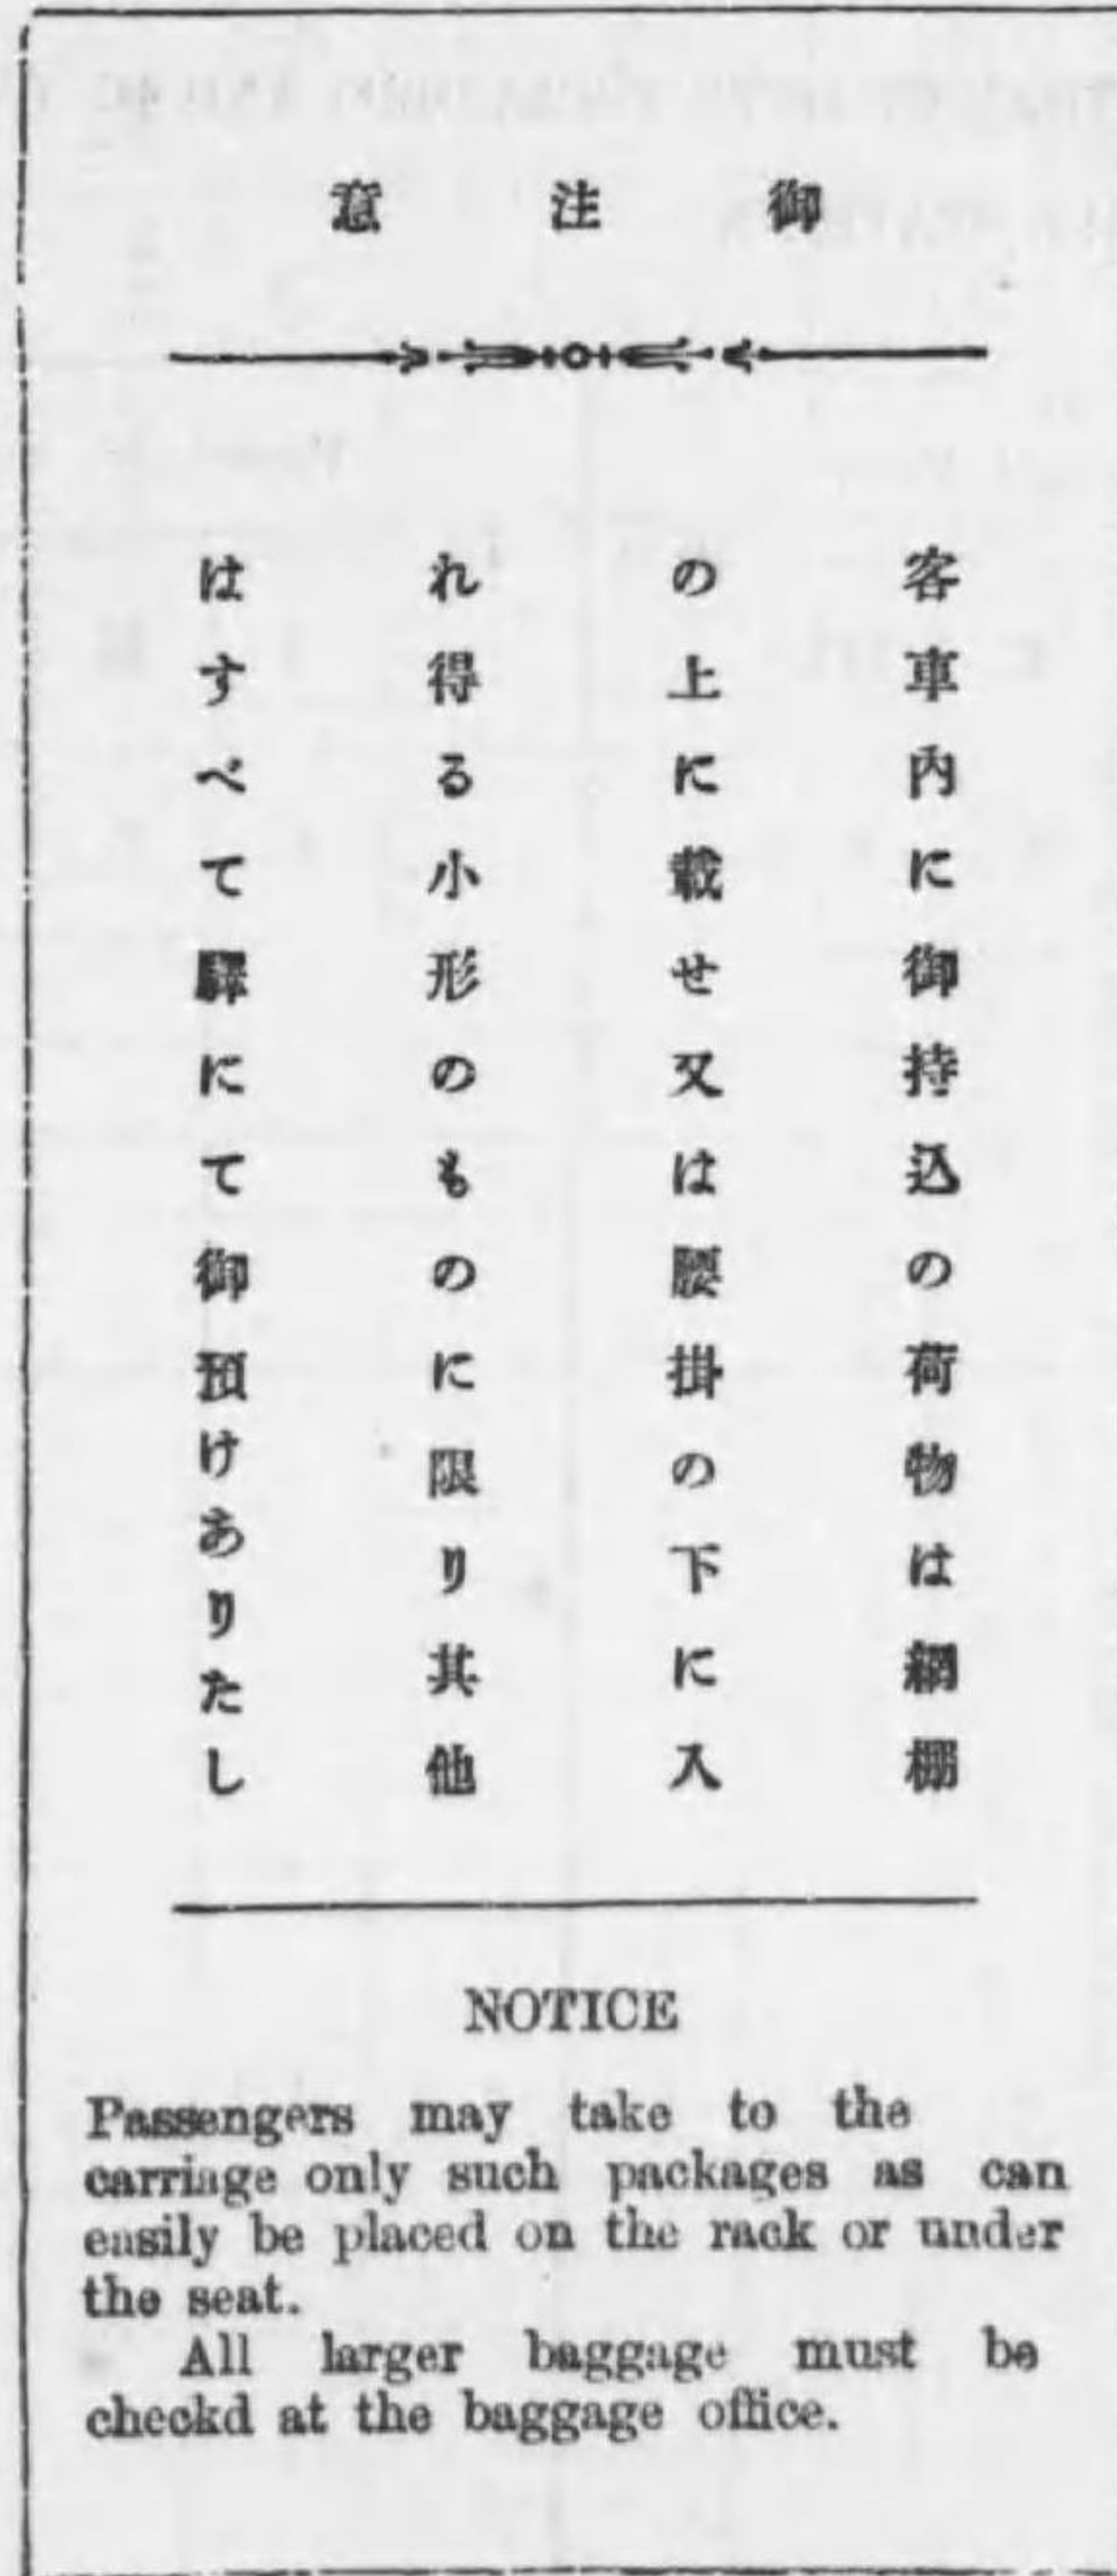 御注意
客車内に御持込の荷物は網棚
の上に載せ又は腰掛の下に入
れ得る小形のものに限り其他
はすべて驛にて御預けありたし
NOTICE
Passengers may take to the
carriage only such packages as can
easily be placed on the rack or under
the seat.
All larger baggage must be
checkd at the baggage office.